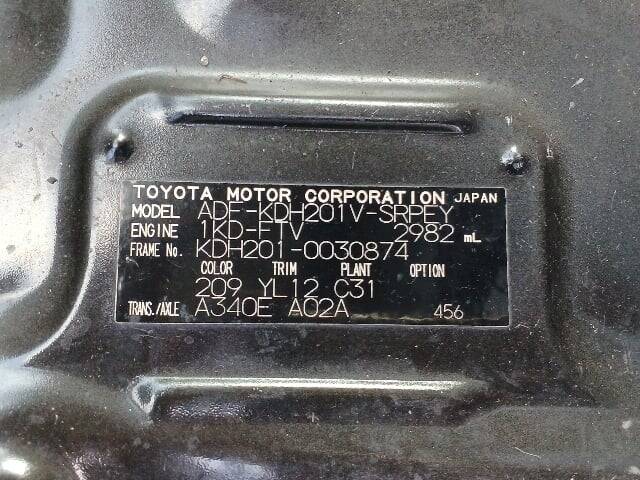 TOYOTA MOTOR CORPORATION JAPAN
MODEL ADF-KDH201V-SRPEY
ENGINE 1KD-FTV 2982 mL
FRAME No. KDH201-0030874
COLOR TRIM PLANT OPTION
209 YL12 C31
TRANS./AXLE A340E A02A 456